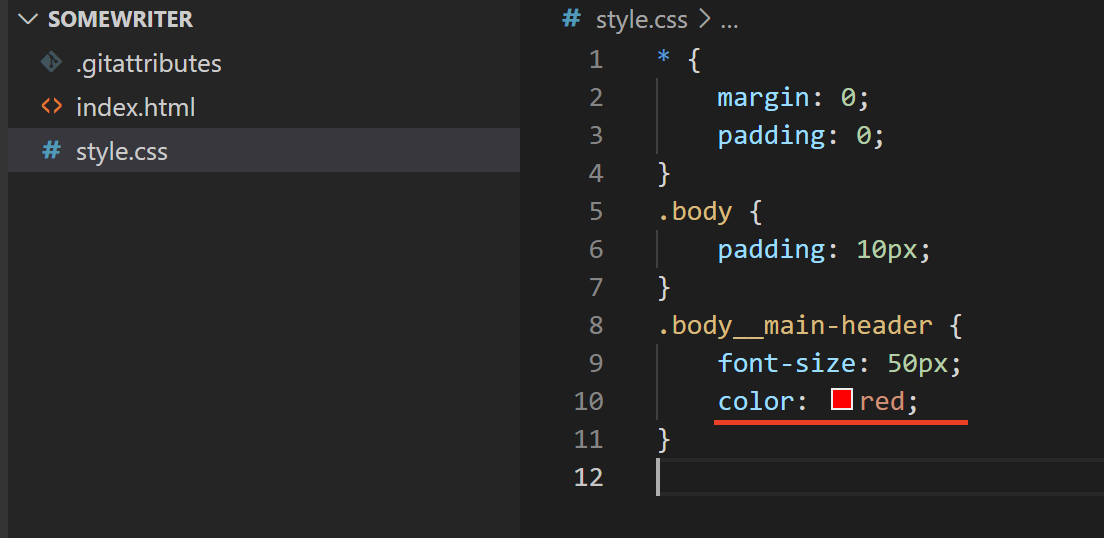 SOMEWRITER
.gitattributes
index.html
style.css
style.css > ...
1 * {
2 margin: 0;
3 padding: 0;
4 }
5 .body {
6 padding: 10px;
7 }
8 .body__main-header {
9 font-size: 50px;
10 color: red;
11 }
12